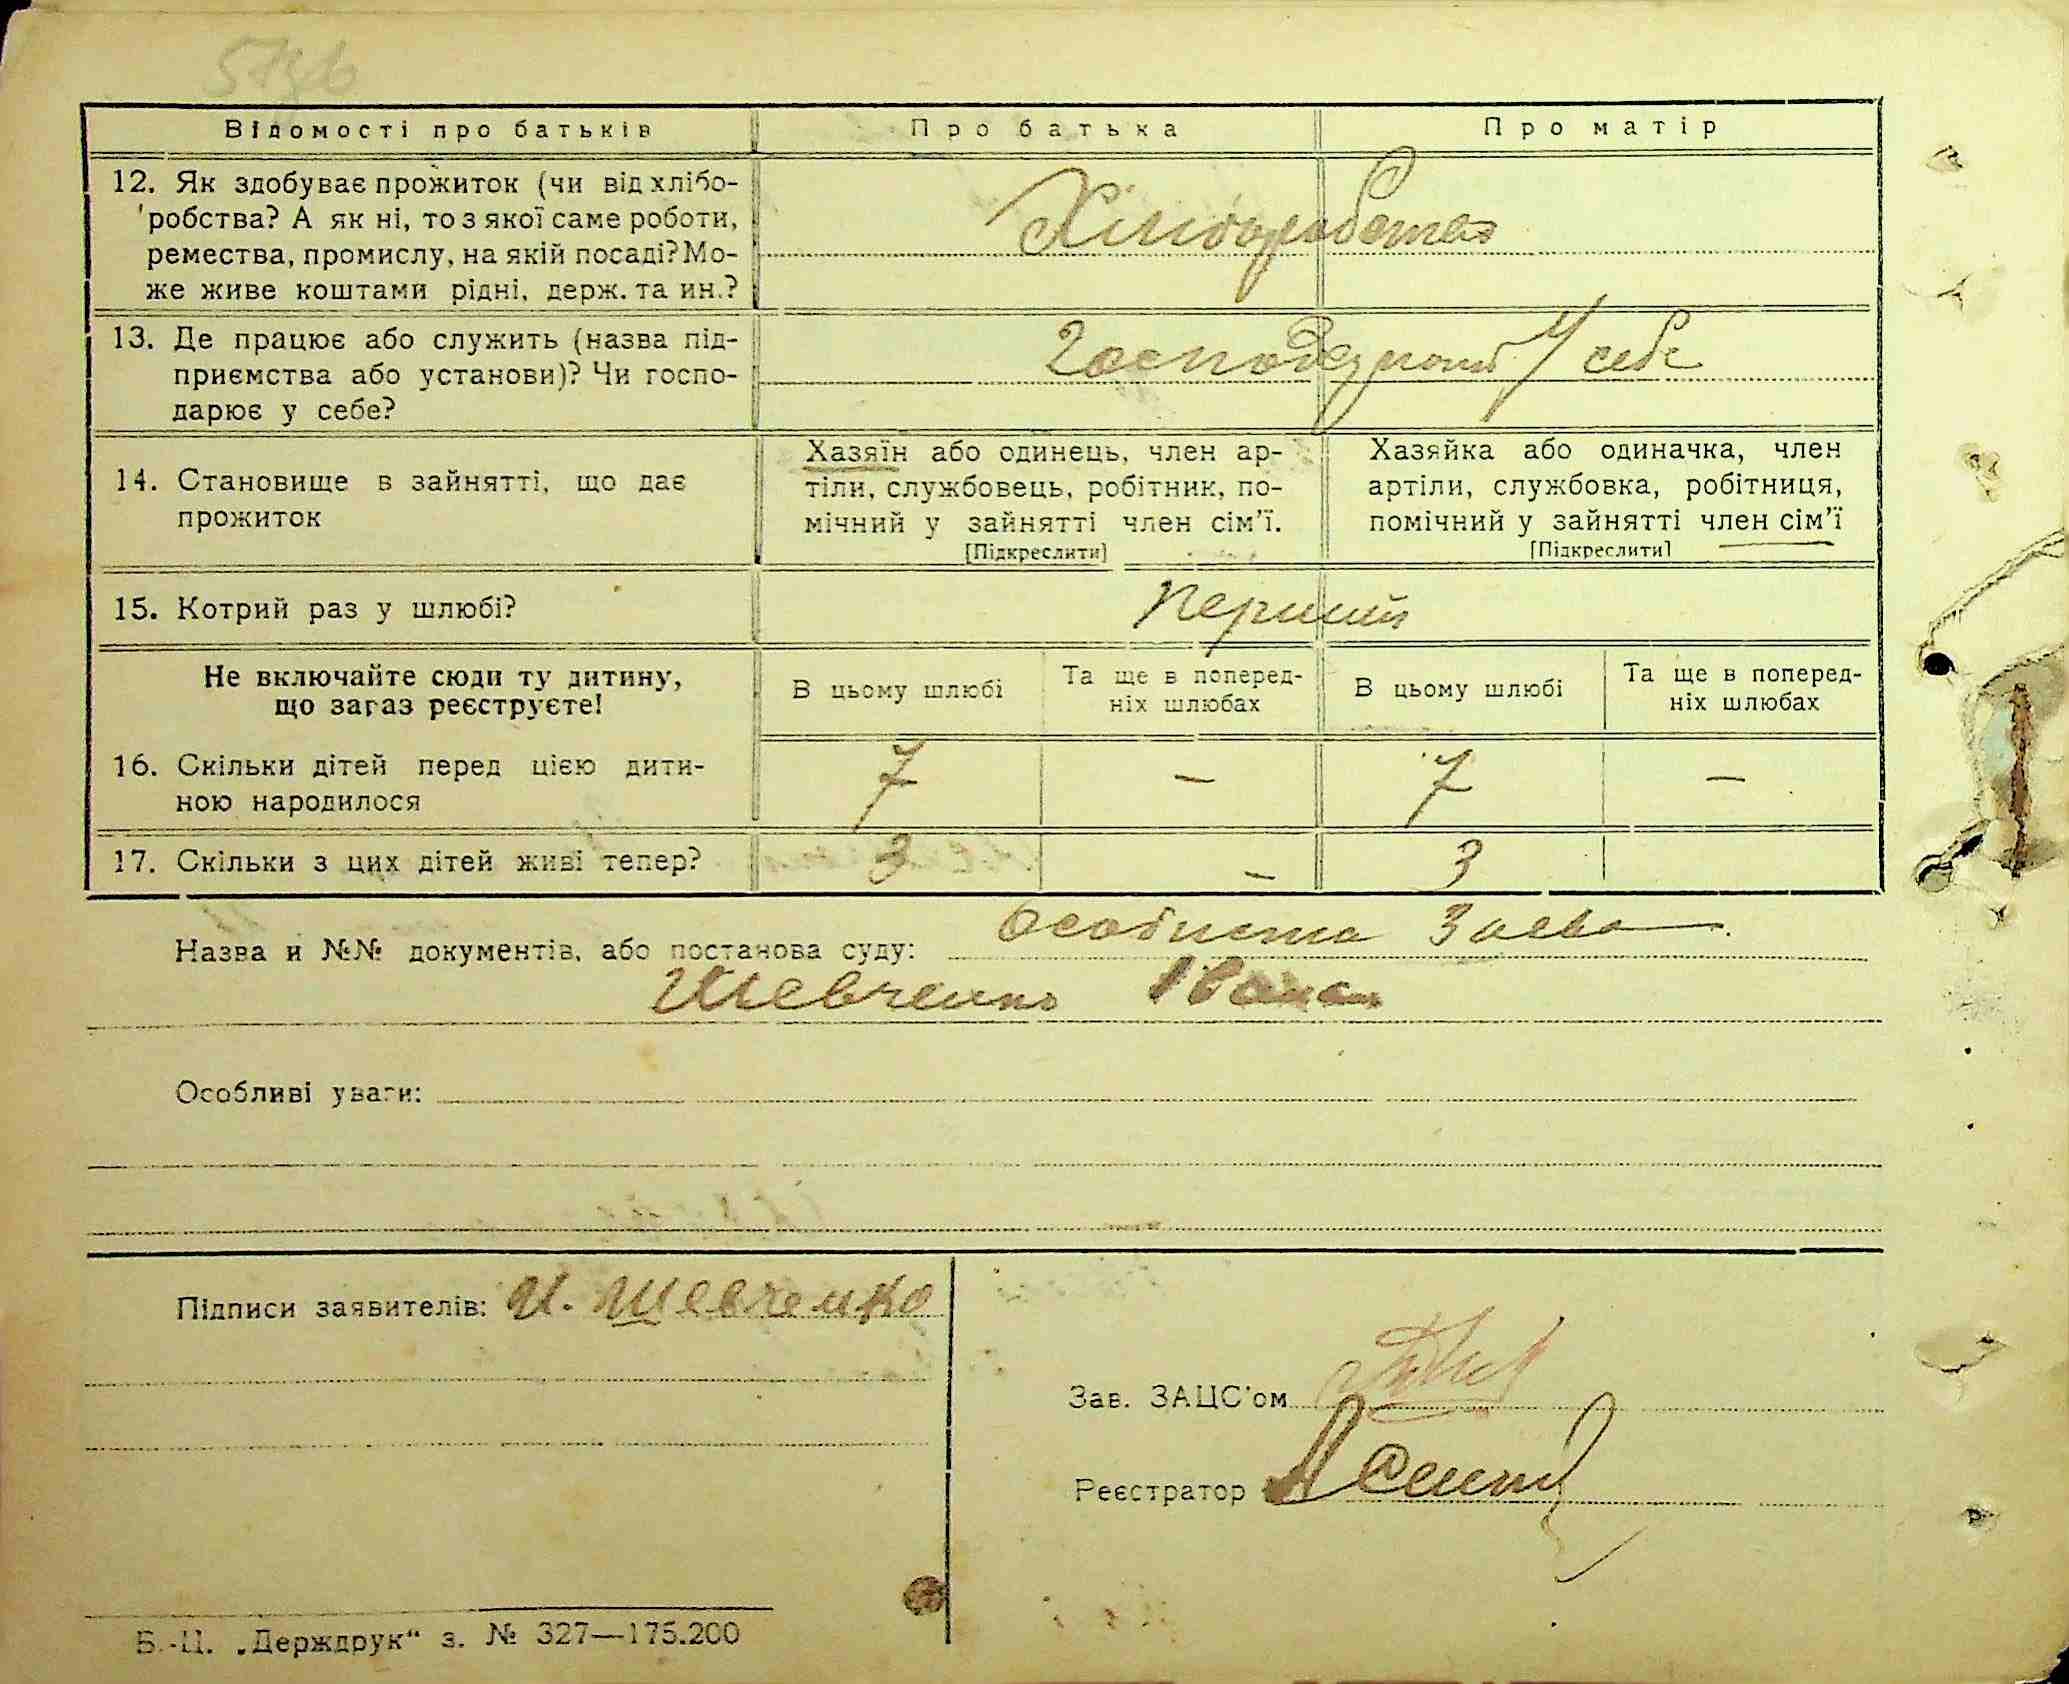 573б
Відомості про батьків
Про батька
Про матір
12. Як здобуває прожиток (чи від хлібо-
робства? А як ні, то з якої саме роботи,
ремества, промислу, на якій посаді? Мо-
же живе коштами рідні, держ. та ин.?
Хліборобство
13. Де працює або служить (назва під-
приємства або установи)? Чи госпо-
дарює у себе?
у себе
14. Становище в зайнятті, що дає
прожиток
Хазяїн або одинець, член ар-
тіли, службовець, робітник, по-
мічний у зайнятті член сім'ї.
[Підкреслити]
Хазяйка або одиначка, член
артіли, службовка, робітниця,
помічний у зайнятті член сім'ї
[Підкреслити]
15. Котрий раз у шлюбі?
перший
Не включайте сюди ту дитину,
що зараз реєструєте!
В цьому шлюбі
Та ще в поперед-
ніх шлюбах
В цьому шлюбі
Та ще в поперед-
ніх шлюбах
16. Скільки дітей перед цією дити-
ною народилося
7 — 7 —
17. Скільки з цих дітей живі тепер?
3 — 3
Назва й №№ документів, або постанова суду: Особиста Заява
Шевченко Івана
Особливі уваги:
Підписи заявителів: И. Шевченко
Зав. ЗАЦС'ом
Реєстратор
Б.-Ц. „Держдрук“ з. № 327—175.200